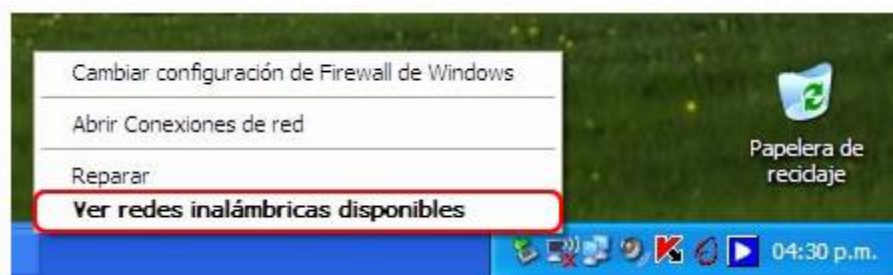 Cambiar configuración de Firewall de Windows
Abrir Conexiones de red
Reparar
Ver redes inalámbricas disponibles
Papelera de
reciclaje
04:30 p.m.